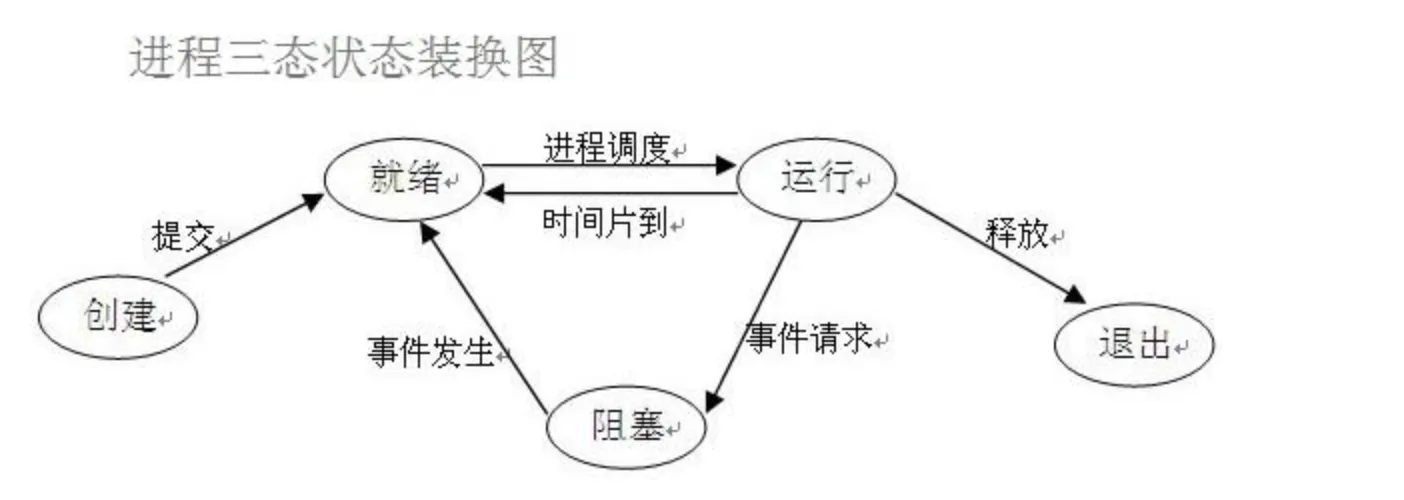 进程三态状态装换图
进程调度
就绪
运行
时间片到
提交
释放
创建
事件发生
事件请求
退出
阻塞